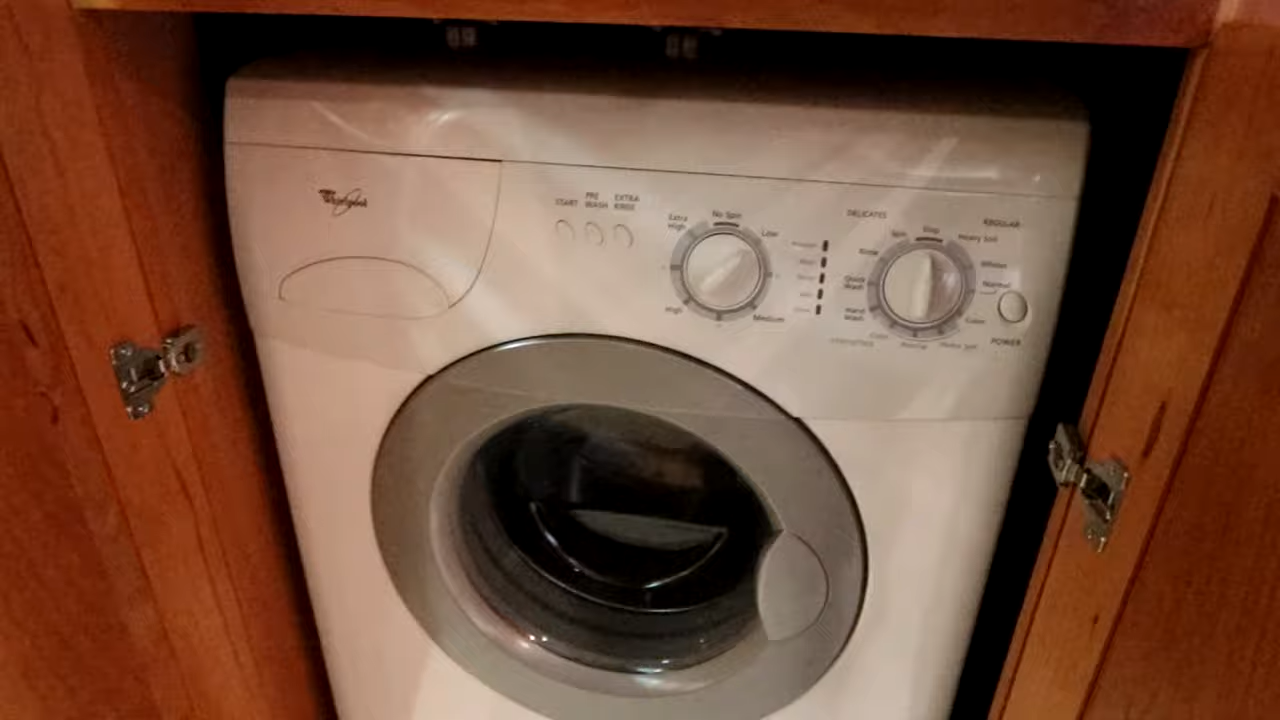 Whirlpool
START
PRE WASH
EXTRA RINSE
Extra High
No Spin
Low
High
Medium
DELICATES
REGULAR
Spin
Stop
Heavy Soil
Rinse
Whites
Quick Wash
Normal
Hand Wash
Color
POWER